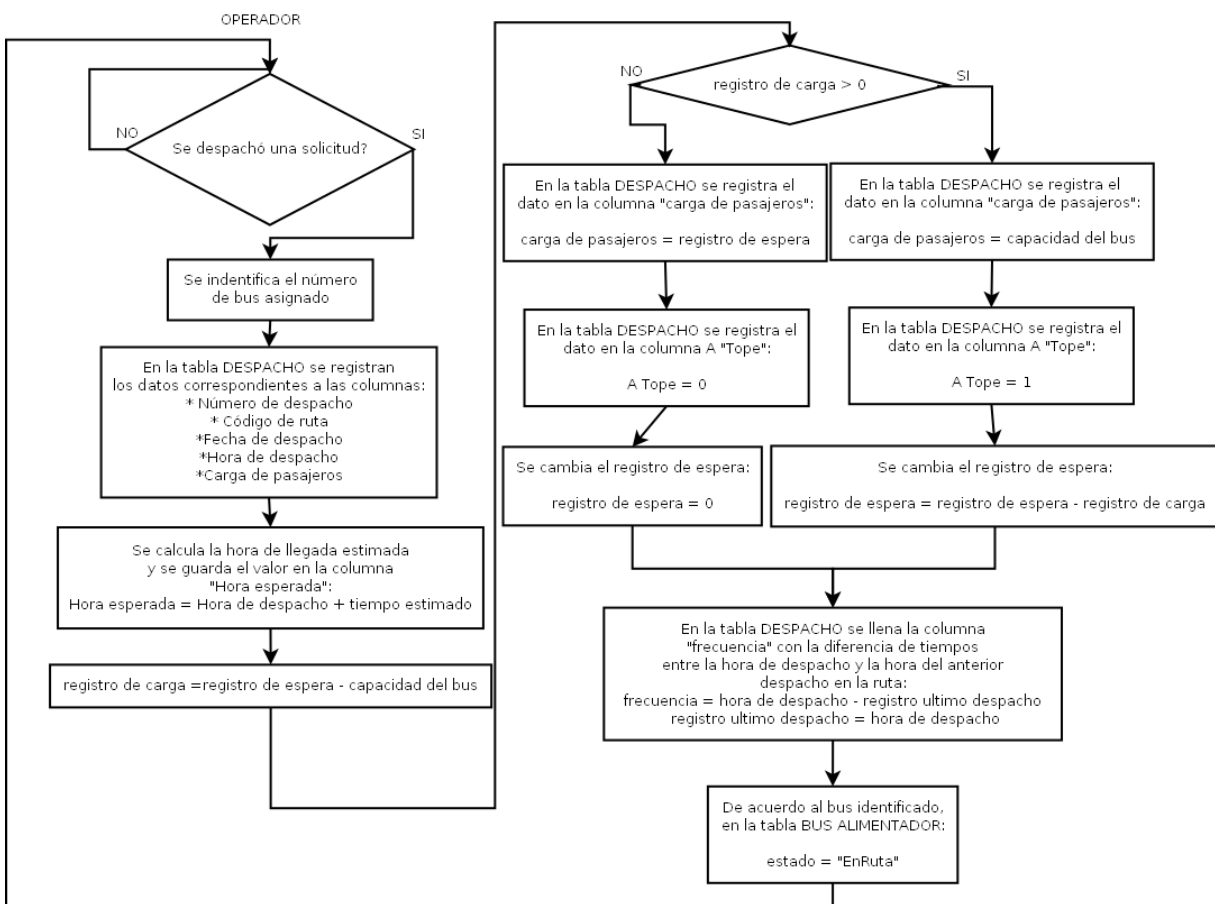 OPERADOR
NO
SI
Se despachó una solicitud?
Se indentifica el número
de bus asignado
En la tabla DESPACHO se registran
los datos correspondientes a las columnas:
* Número de despacho
* Código de ruta
*Fecha de despacho
*Hora de despacho
*Carga de pasajeros
Se calcula la hora de llegada estimada
y se guarda el valor en la columna
"Hora esperada":
Hora esperada = Hora de despacho + tiempo estimado
registro de carga =registro de espera - capacidad del bus
NO
SI
registro de carga > 0
En la tabla DESPACHO se registra el
dato en la columna "carga de pasajeros":
carga de pasajeros = registro de espera
En la tabla DESPACHO se registra el
dato en la columna "carga de pasajeros":
carga de pasajeros = capacidad del bus
En la tabla DESPACHO se registra el
dato en la columna A "Tope":
A Tope = 0
En la tabla DESPACHO se registra el
dato en la columna A "Tope":
A Tope = 1
Se cambia el registro de espera:
registro de espera = 0
Se cambia el registro de espera:
registro de espera = registro de espera - registro de carga
En la tabla DESPACHO se llena la columna
"frecuencia" con la diferencia de tiempos
entre la hora de despacho y la hora del anterior
despacho en la ruta:
frecuencia = hora de despacho - registro ultimo despacho
registro ultimo despacho = hora de despacho
De acuerdo al bus identificado,
en la tabla BUS ALIMENTADOR:
estado = "EnRuta"